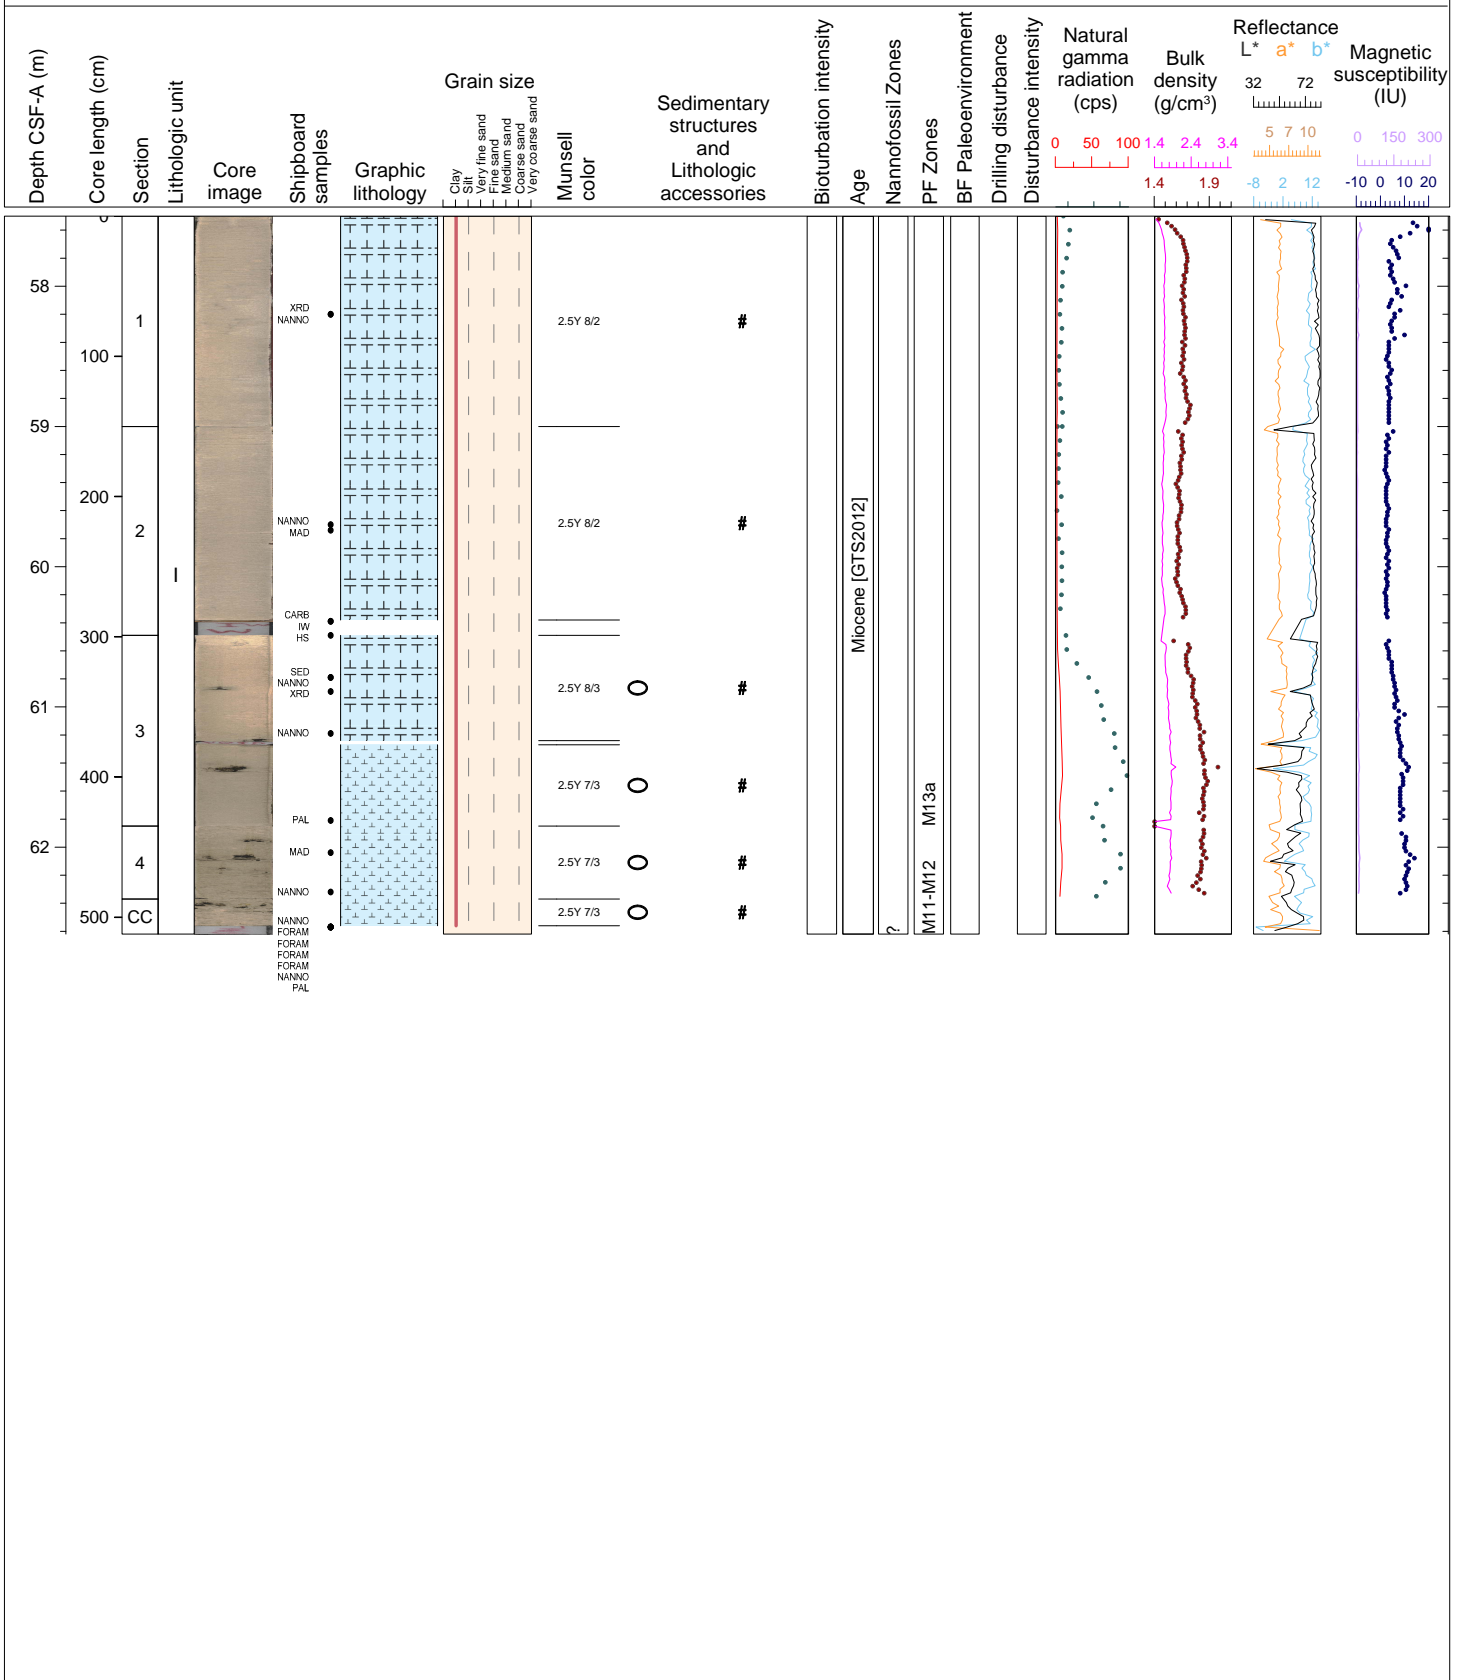 Depth CSF-A (m)
Core length (cm)
Section
Lithologic unit
Core
image
Shipboard
samples
Graphic
lithology
Grain size
Clay
Silt
Very fine sand
Fine sand
Medium sand
Coarse sand
Very coarse sand
Munsell
color
Sedimentary
structures
and
Lithologic
accessories
Bioturbation intensity
Age
Nannofossil Zones
PF Zones
BF Paleoenvironment
Drilling disturbance
Disturbance intensity
Natural
gamma
radiation
(cps)
0 50 100
Bulk
density
(g/cm³)
1.4 2.4 3.4
1.4 1.9
Reflectance
L* a* b*
32 72
5 7 10
-8 2 12
Magnetic
susceptibility
(IU)
0 150 300
-10 0 10 20
0
58
100
59
200
60
300
61
400
62
500
1
2
3
4
CC
I
XRD
NANNO
NANNO
MAD
CARB
IW
HS
SED
NANNO
XRD
NANNO
PAL
MAD
NANNO
NANNO
FORAM
FORAM
FORAM
FORAM
NANNO
PAL
2.5Y 8/2
2.5Y 8/2
2.5Y 8/3
2.5Y 7/3
2.5Y 7/3
2.5Y 7/3
#
#
#
#
#
#
Miocene [GTS2012]
?
M13a
M11-M12